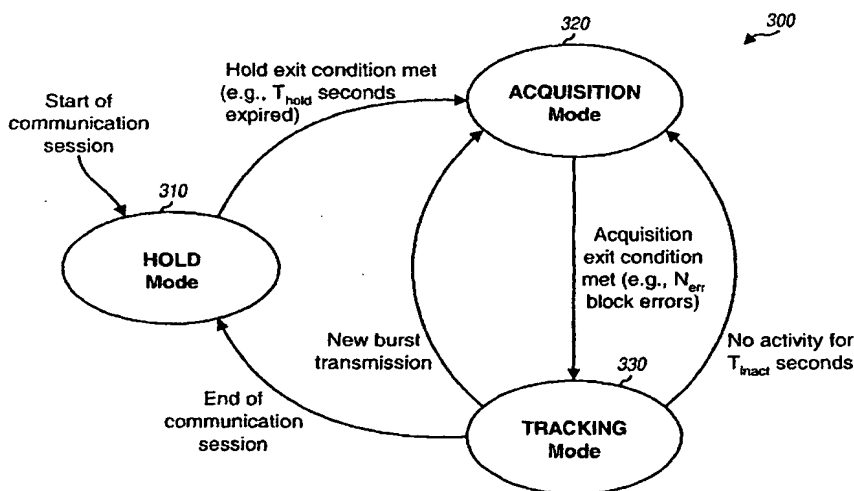 300
320
ACQUISITION
Mode
Hold exit condition met
(e.g., T_hold seconds
expired)
Start of
communication
session
310
HOLD
Mode
Acquisition
exit condition
met (e.g., N_err
block errors)
New burst
transmission
No activity for
T_inact seconds
End of
communication
session
330
TRACKING
Mode